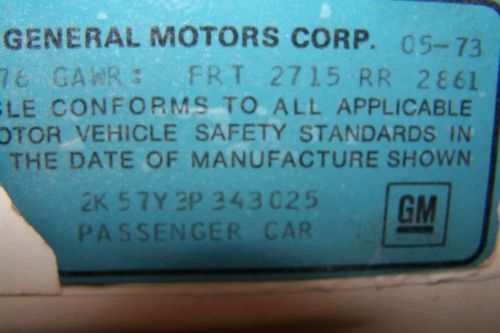 GENERAL MOTORS CORP. 05-73
76 GAWR: FRT 2715 RR 2861
CLE CONFORMS TO ALL APPLICABLE
OTOR VEHICLE SAFETY STANDARDS IN
THE DATE OF MANUFACTURE SHOWN
2K57Y3P343025
PASSENGER CAR
GM